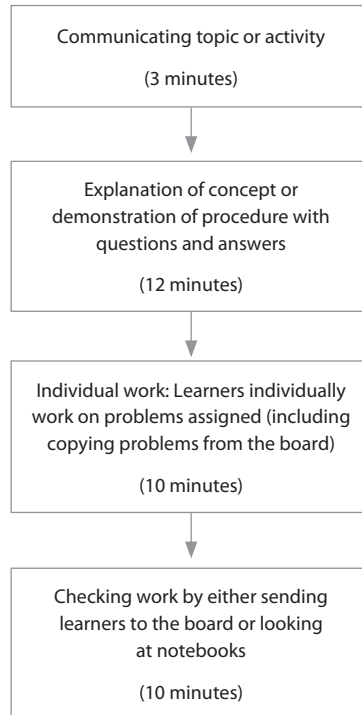 Communicating topic or activity
(3 minutes)
Explanation of concept or
demonstration of procedure with
questions and answers
(12 minutes)
Individual work: Learners individually
work on problems assigned (including
copying problems from the board)
(10 minutes)
Checking work by either sending
learners to the board or looking
at notebooks
(10 minutes)